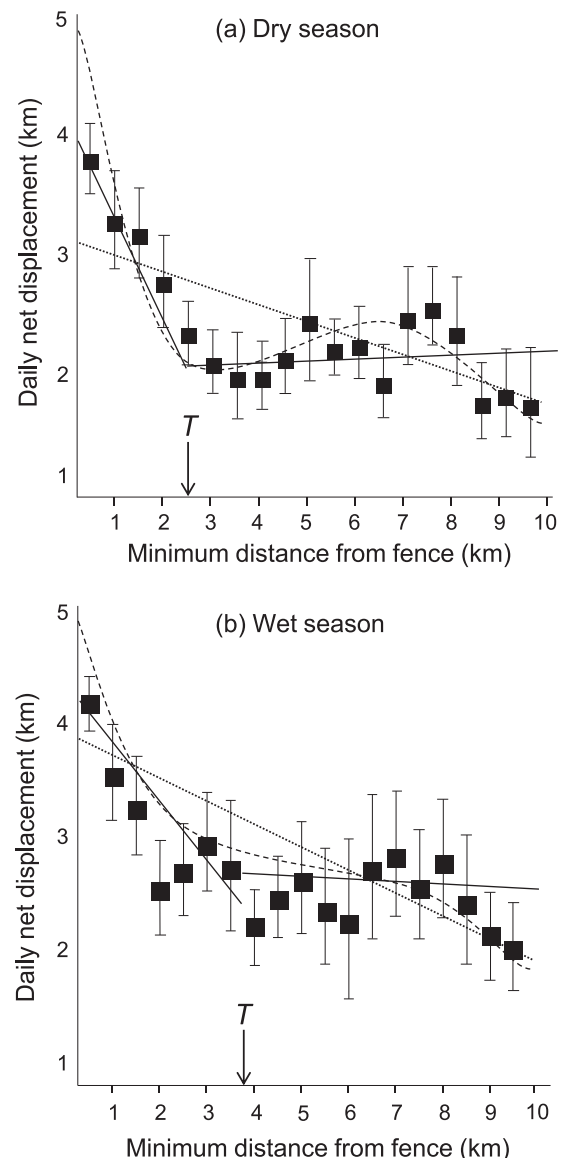 (a) Dry season
5
4
3
2
1
Daily net displacement (km)
T
1 2 3 4 5 6 7 8 9 10
Minimum distance from fence (km)
(b) Wet season
5
4
3
2
1
Daily net displacement (km)
T
1 2 3 4 5 6 7 8 9 10
Minimum distance from fence (km)